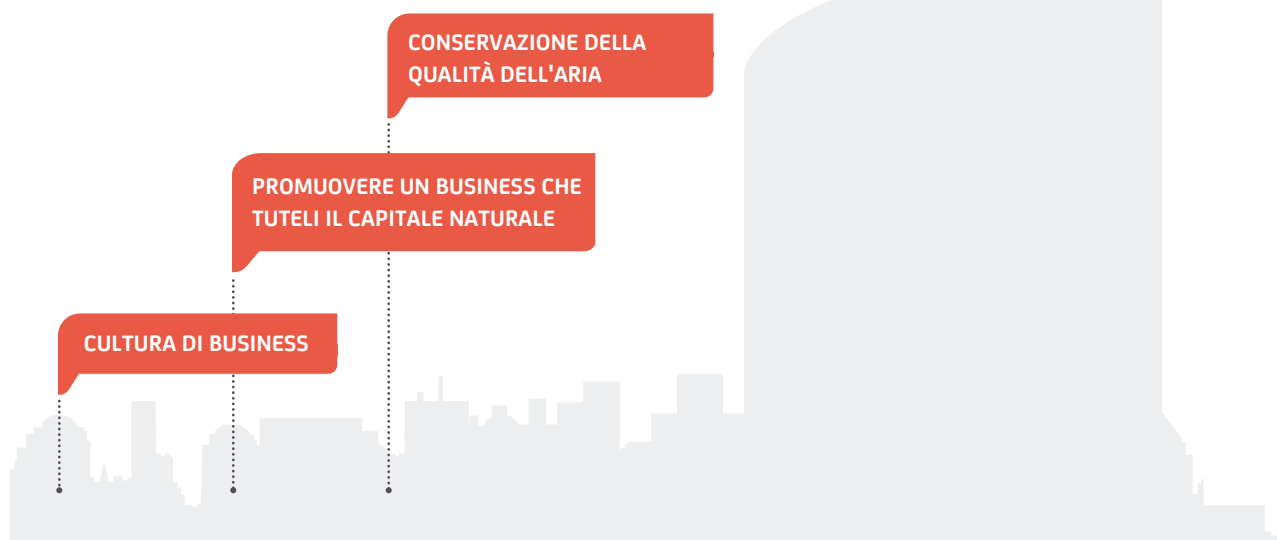 CONSERVAZIONE DELLA
QUALITÀ DELL'ARIA
PROMUOVERE UN BUSINESS CHE
TUTELI IL CAPITALE NATURALE
CULTURA DI BUSINESS